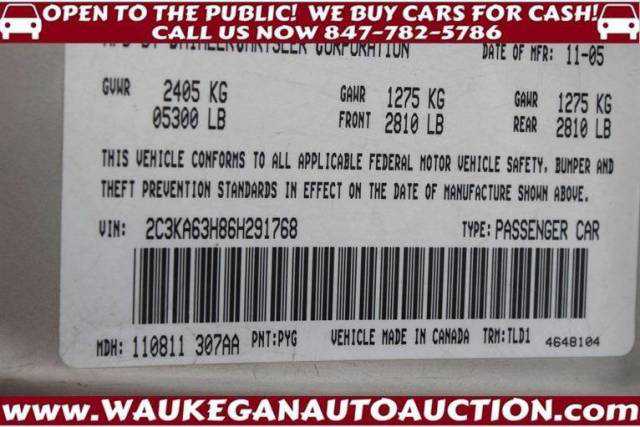 OPEN TO THE PUBLIC! WE BUY CARS FOR CASH!
CALL US NOW 847-782-5786
MFD BY DAIMLERCHRYSLER CORPORATION DATE OF MFR: 11-05
GVWR 2405 KG GAWR 1275 KG GAWR 1275 KG
05300 LB FRONT 2810 LB REAR 2810 LB
THIS VEHICLE CONFORMS TO ALL APPLICABLE FEDERAL MOTOR VEHICLE SAFETY, BUMPER AND
THEFT PREVENTION STANDARDS IN EFFECT ON THE DATE OF MANUFACTURE SHOWN ABOVE.
VIN: 2C3KA63H86H291768 TYPE: PASSENGER CAR
MDH: 110811 307AA PNT:PYG VEHICLE MADE IN CANADA TRM:TLD1 4648104
www.WAUKEGANAUTOAUCTION.com